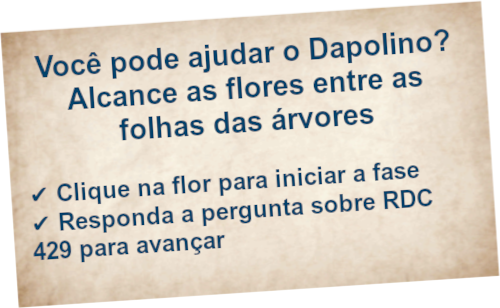 Você pode ajudar o Dapolino?
Alcance as flores entre as
folhas das árvores
✔ Clique na flor para iniciar a fase
✔ Responda a pergunta sobre RDC
429 para avançar